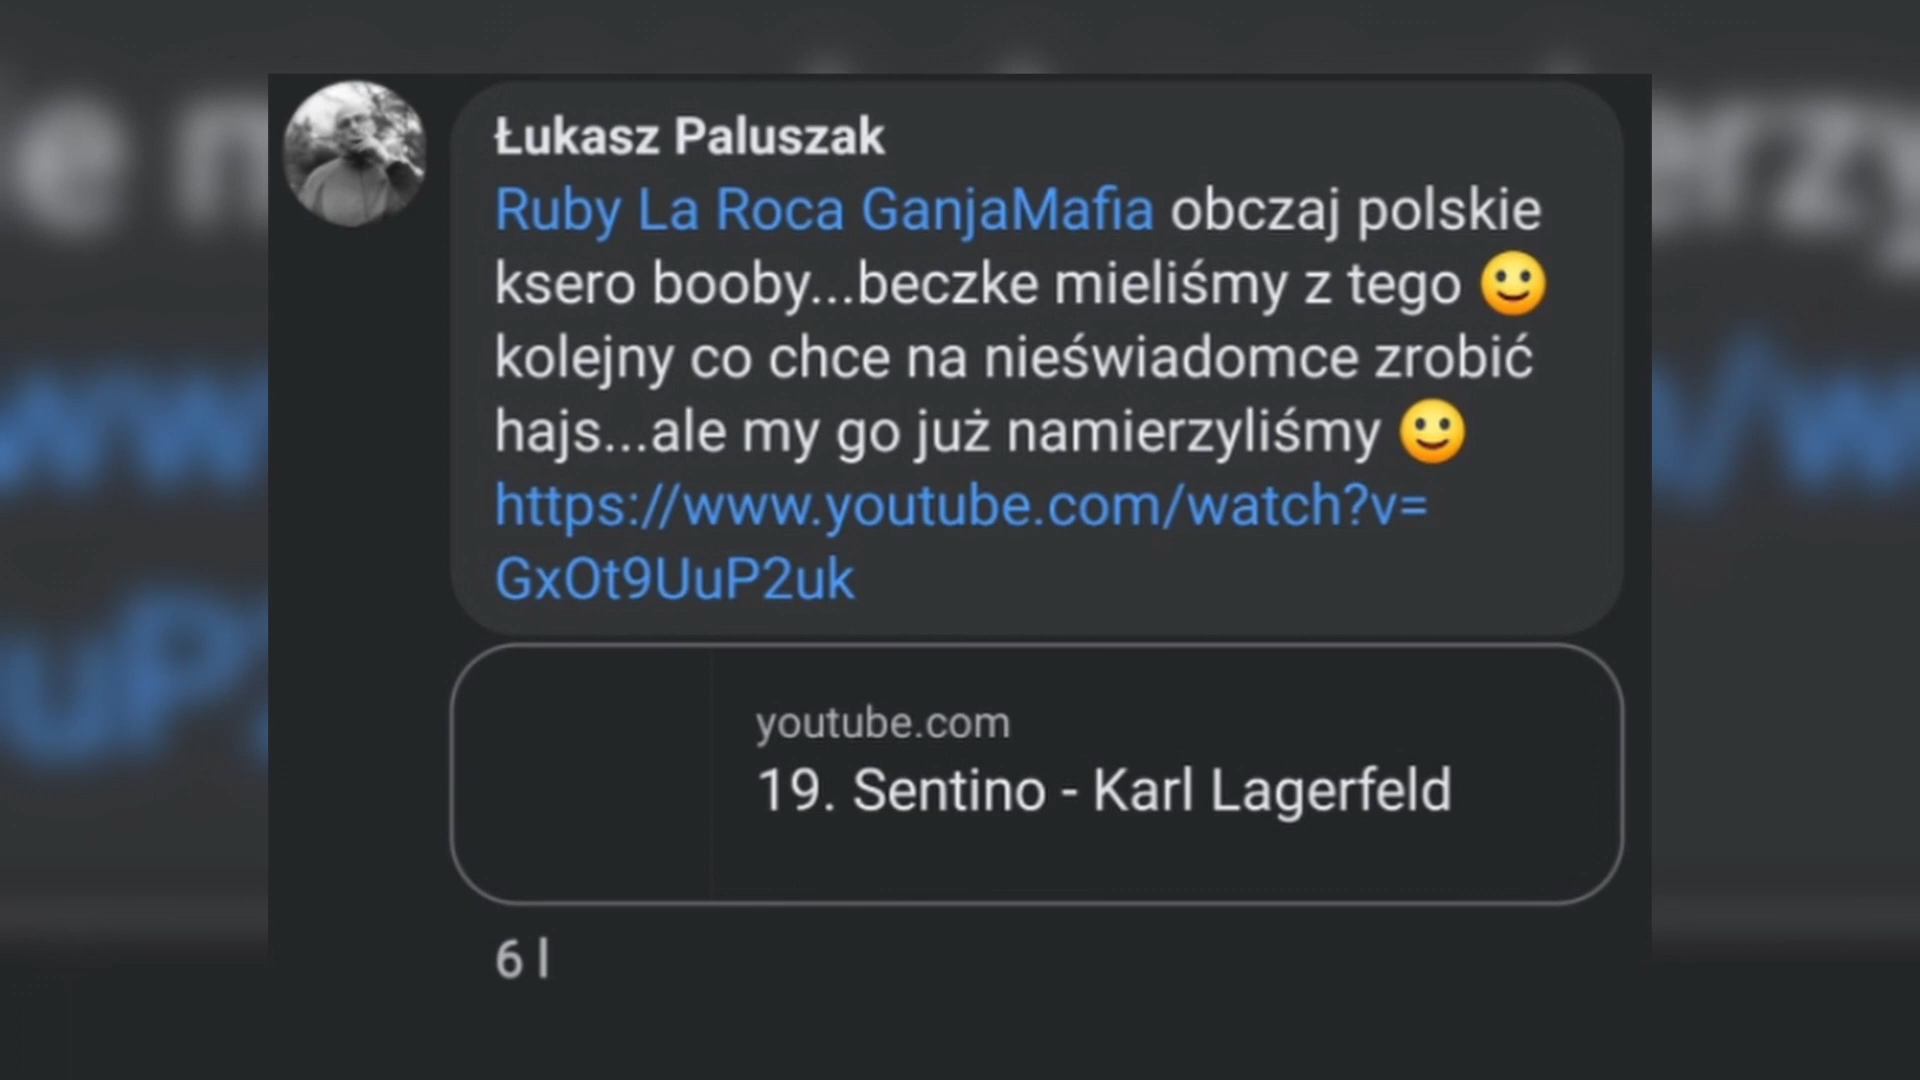 Łukasz Paluszak
Ruby La Roca GanjaMafia obczaj polskie
ksero booby...beczke mieliśmy z tego 🙂
kolejny co chce na nieświadomce zrobić
hajs...ale my go już namierzyliśmy 🙂
https://www.youtube.com/watch?v=
GxOt9UuP2uk
youtube.com
19. Sentino - Karl Lagerfeld
6 l